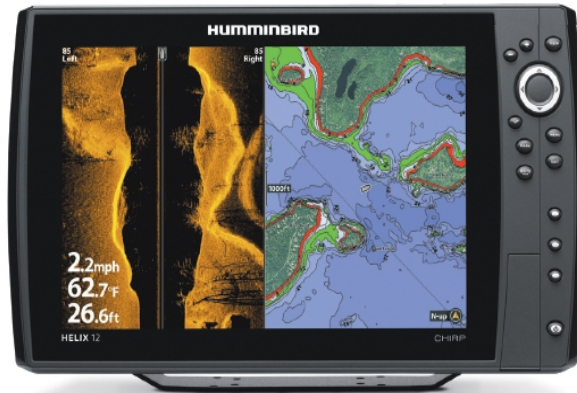 HUMMINBIRD
85
Left
85
Right
1000ft
2.2mph
62.7°F
26.6ft
N-up
HELIX 12
CHIRP